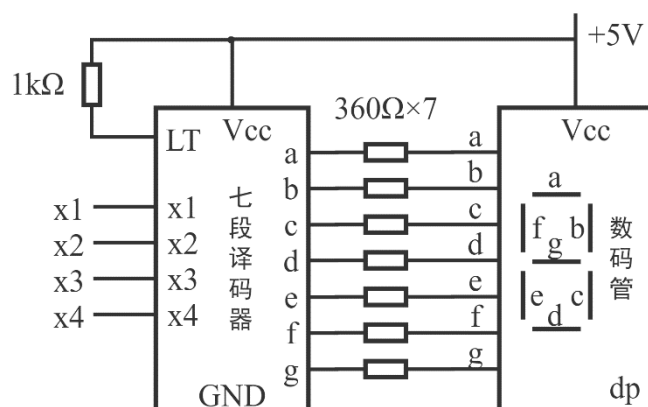 +5V
1kΩ
360Ω×7
LT
Vcc
Vcc
a
a
b
b
c
c
d
d
e
e
f
f
g
g
x1
x1
x2
x2
x3
x3
x4
x4
七段译码器
a
f
b
g
e
c
d
数码管
GND
dp